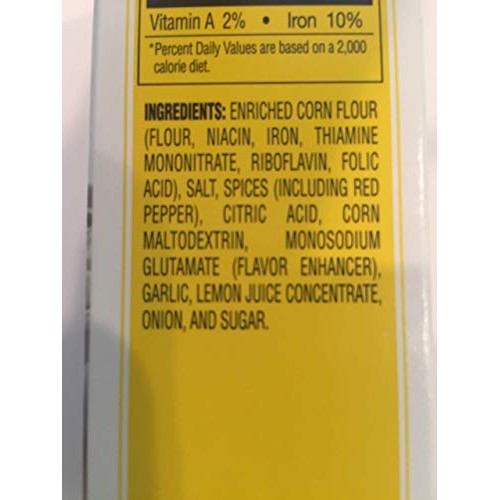 Vitamin A 2% • Iron 10%
*Percent Daily Values are based on a 2,000
calorie diet.
INGREDIENTS: ENRICHED CORN FLOUR
(FLOUR, NIACIN, IRON, THIAMINE
MONONITRATE, RIBOFLAVIN, FOLIC
ACID), SALT, SPICES (INCLUDING RED
PEPPER), CITRIC ACID, CORN
MALTODEXTRIN, MONOSODIUM
GLUTAMATE (FLAVOR ENHANCER),
GARLIC, LEMON JUICE CONCENTRATE,
ONION, AND SUGAR.